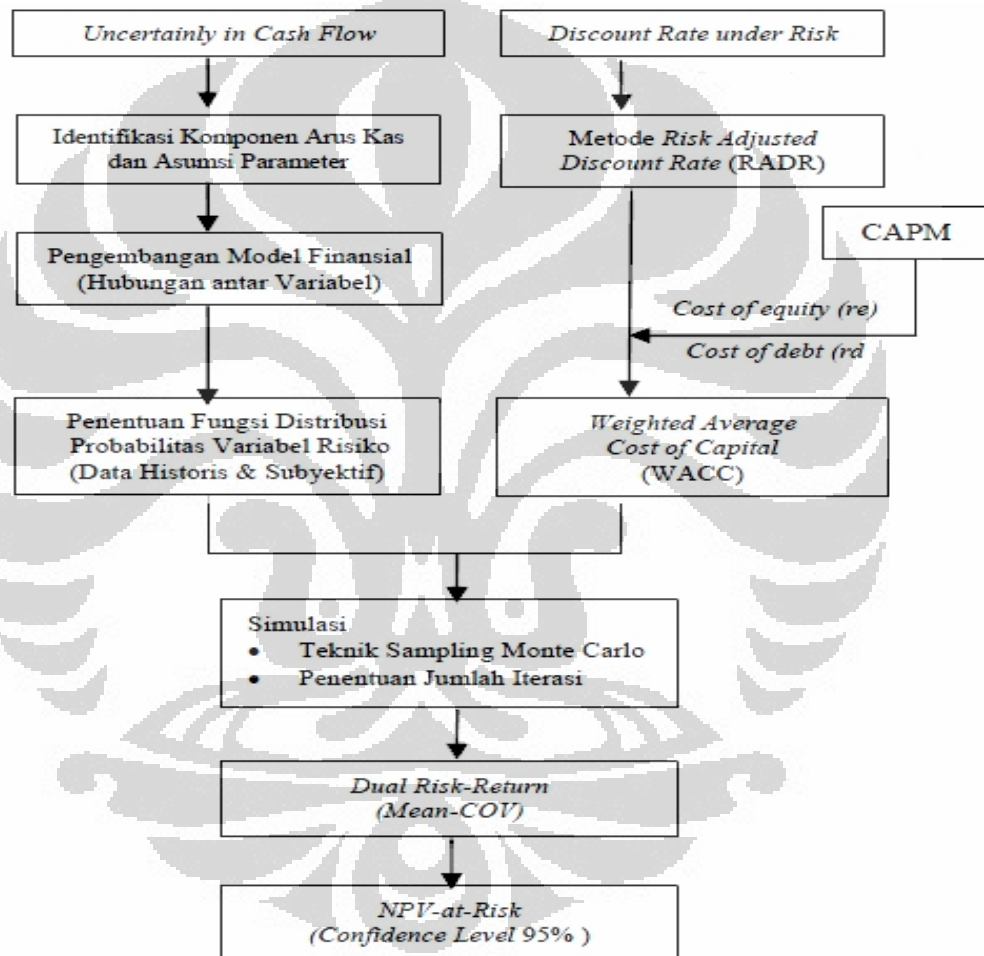 Uncertainly in Cash Flow
Discount Rate under Risk
Identifikasi Komponen Arus Kas
dan Asumsi Parameter
Metode Risk Adjusted
Discount Rate (RADR)
CAPM
Pengembangan Model Finansial
(Hubungan antar Variabel)
Cost of equity (re)
Cost of debt (rd
Penentuan Fungsi Distribusi
Probabilitas Variabel Risiko
(Data Historis & Subyektif)
Weighted Average
Cost of Capital
(WACC)
Simulasi
• Teknik Sampling Monte Carlo
• Penentuan Jumlah Iterasi
Dual Risk-Return
(Mean-COV)
NPV-at-Risk
(Confidence Level 95% )